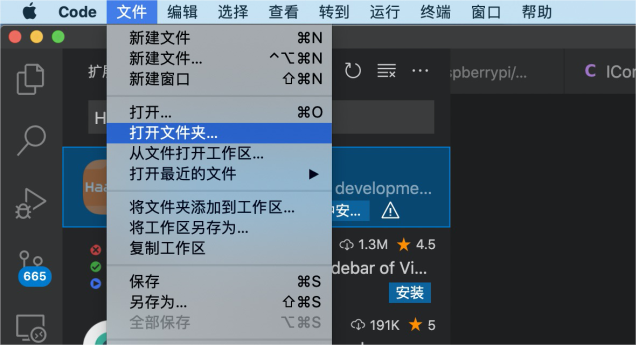 Code 文件 编辑 选择 查看 转到 运行 终端 窗口 帮助
新建文件 ⌘N
新建文件... ^⌥⌘N
新建窗口 ⇧⌘N
扩展
spberrypi/...
C ICon
打开... ⌘O
H
打开文件夹...
从文件打开工作区...
打开最近的文件
Haa
developme...
将文件夹添加到工作区...
将工作区另存为...
复制工作区
1.3M 4.5
debar of Vi...
665
保存 ⌘S
安装
另存为... ⇧⌘S
全部保存 ⌥⌘S
191K 5